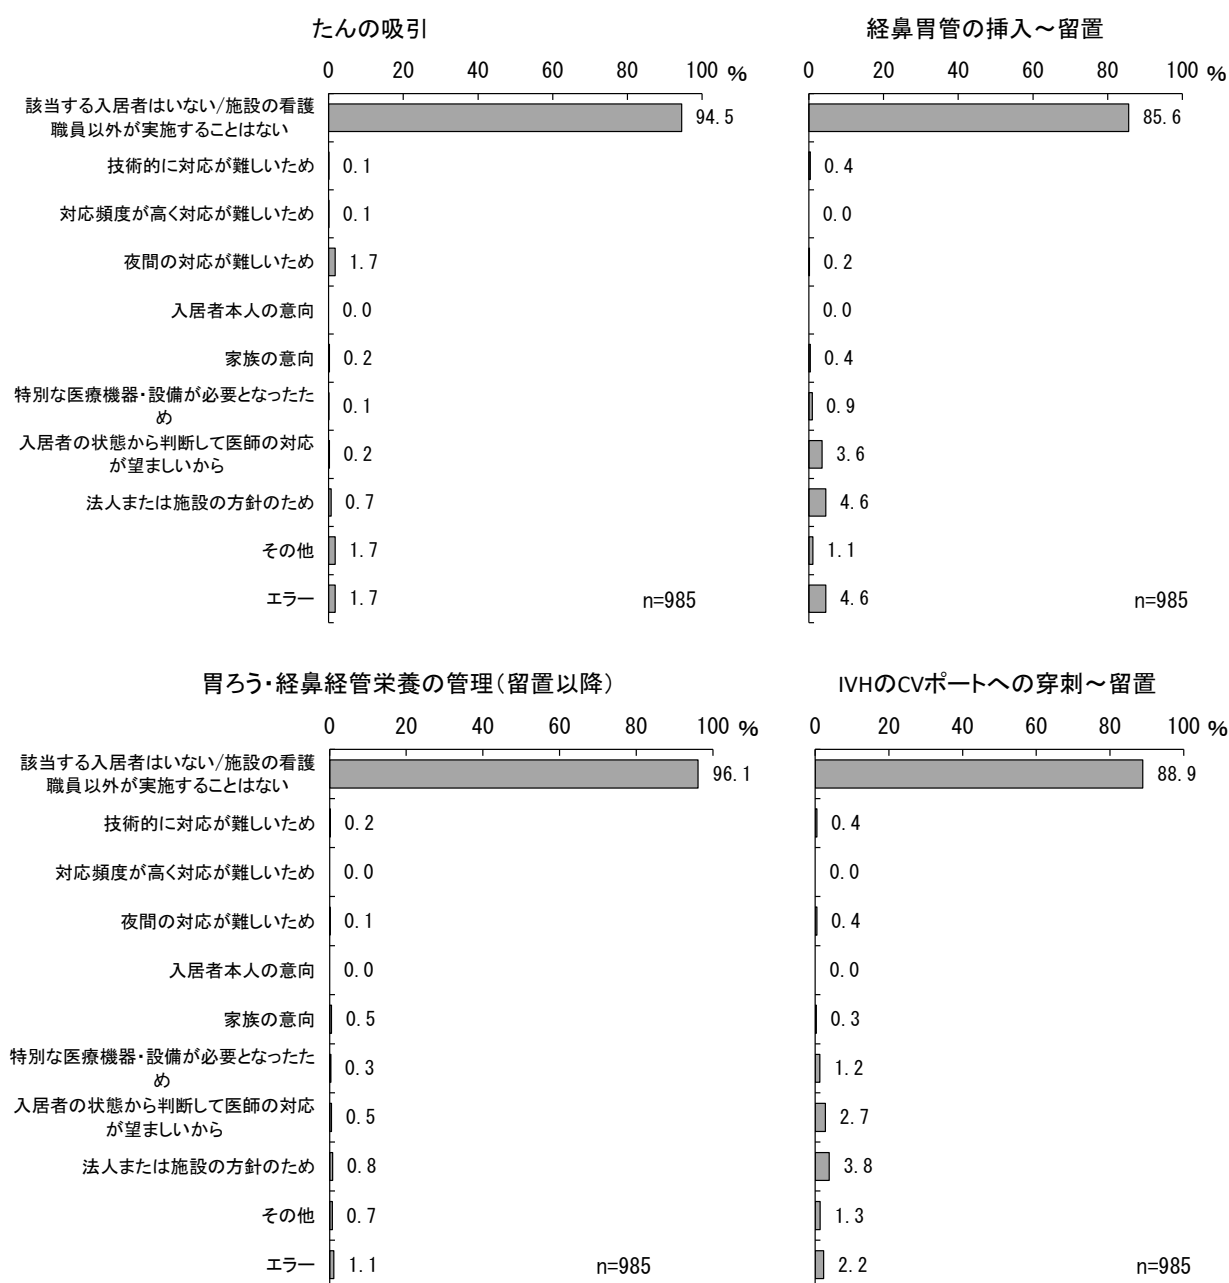 たんの吸引
0 20 40 60 80 100 %
該当する入居者はいない/施設の看護
職員以外が実施することはない
94.5
技術的に対応が難しいため 0.1
対応頻度が高く対応が難しいため 0.1
夜間の対応が難しいため 1.7
入居者本人の意向 0.0
家族の意向 0.2
特別な医療機器・設備が必要となったた
め
0.1
入居者の状態から判断して医師の対応
が望ましいから
0.2
法人または施設の方針のため 0.7
その他 1.7
エラー 1.7
n=985
経鼻胃管の挿入～留置
0 20 40 60 80 100 %
85.6
0.4
0.0
0.2
0.0
0.4
0.9
3.6
4.6
1.1
4.6
n=985
胃ろう・経鼻経管栄養の管理(留置以降)
0 20 40 60 80 100 %
該当する入居者はいない/施設の看護
職員以外が実施することはない
96.1
技術的に対応が難しいため 0.2
対応頻度が高く対応が難しいため 0.0
夜間の対応が難しいため 0.1
入居者本人の意向 0.0
家族の意向 0.5
特別な医療機器・設備が必要となったた
め
0.3
入居者の状態から判断して医師の対応
が望ましいから
0.5
法人または施設の方針のため 0.8
その他 0.7
エラー 1.1
n=985
IVHのCVポートへの穿刺～留置
0 20 40 60 80 100 %
88.9
0.4
0.0
0.4
0.0
0.3
1.2
2.7
3.8
1.3
2.2
n=985